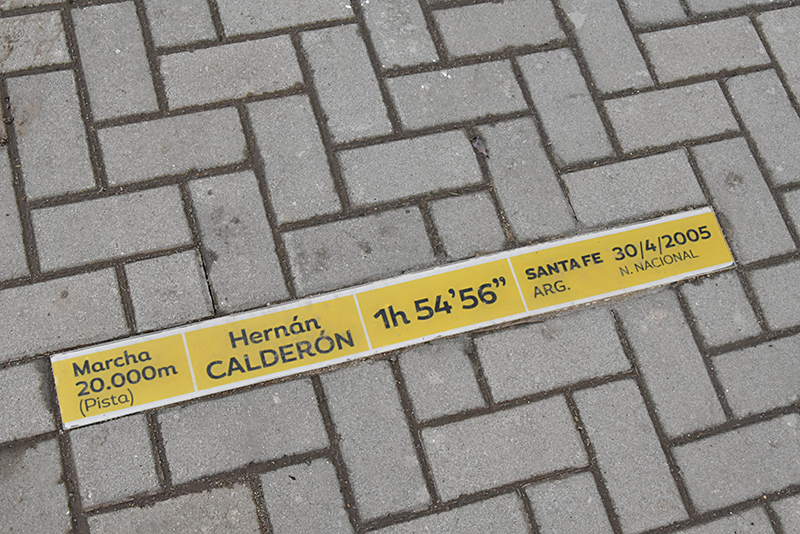 Marcha
20.000m
(Pista)
Hernán
CALDERÓN
1h 54’56”
SANTA FE 30/4/2005
ARG. N. NACIONAL